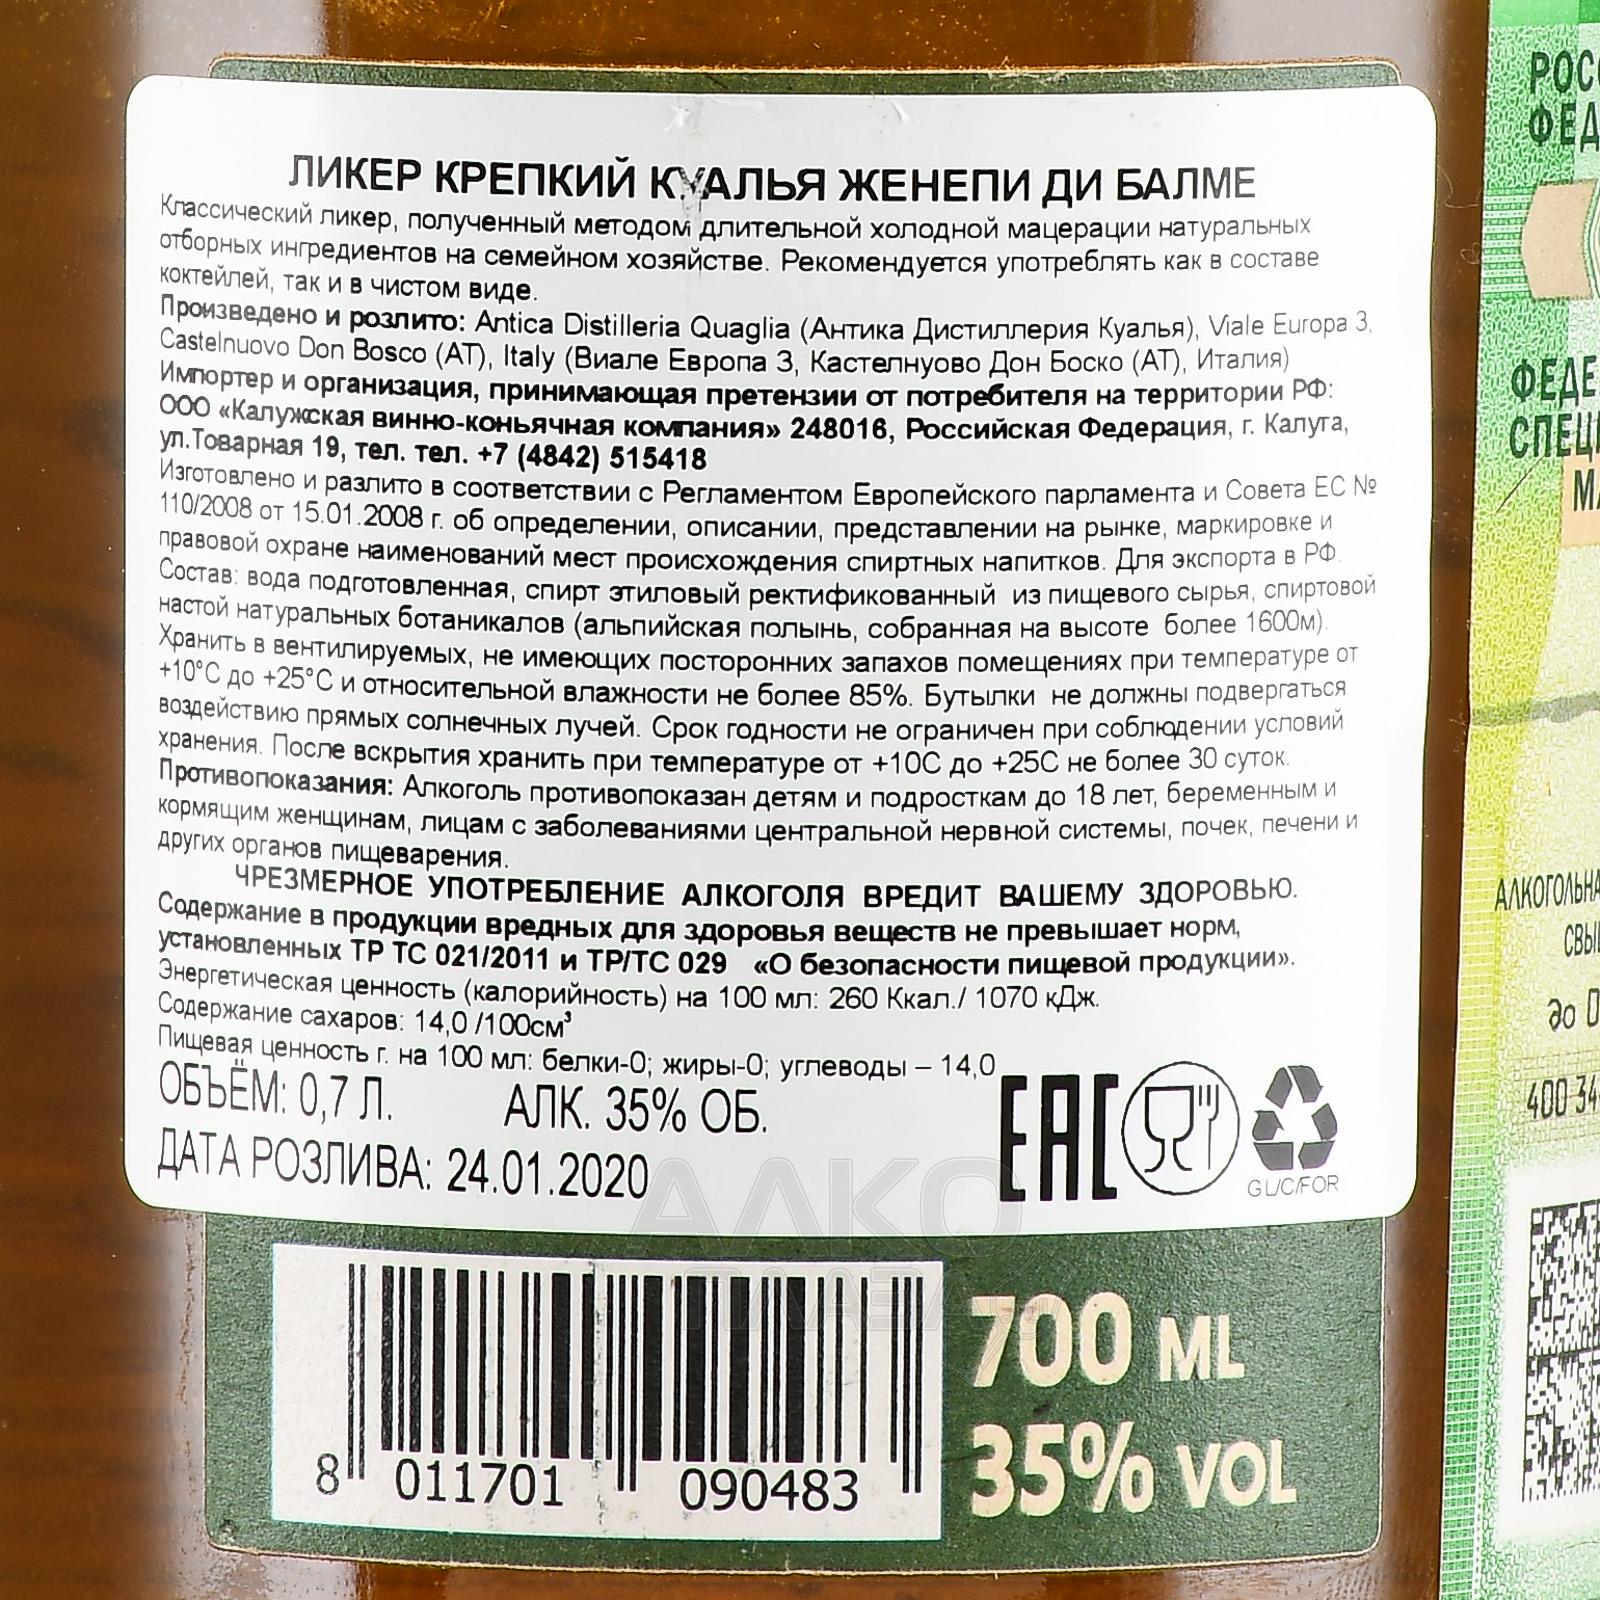 ЛИКЕР КРЕПКИЙ КУАЛЬЯ ЖЕНЕПИ ДИ БАЛМЕ
Классический ликер, полученный методом длительной холодной мацерации натуральных
отборных ингредиентов на семейном хозяйстве. Рекомендуется употреблять как в составе
коктейлей, так и в чистом виде.
Произведено и розлито: Antica Distilleria Quaglia (Антика Дистиллерия Куалья), Viale Europa 3,
Castelnuovo Don Bosco (AT), Italy (Виале Европа 3, Кастелнуово Дон Боско (АТ), Италия)
Импортер и организация, принимающая претензии от потребителя на территории РФ:
ООО «Калужская винно-коньячная компания» 248016, Российская Федерация, г. Калуга,
ул.Товарная 19, тел. тел. +7 (4842) 515418
Изготовлено и разлито в соответствии с Регламентом Европейского парламента и Совета ЕС №
110/2008 от 15.01.2008 г. об определении, описании, представлении на рынке, маркировке и
правовой охране наименований мест происхождения спиртных напитков. Для экспорта в РФ.
Состав: вода подготовленная, спирт этиловый ректификованный из пищевого сырья, спиртовой
настой натуральных ботаникалов (альпийская полынь, собранная на высоте более 1600м).
Хранить в вентилируемых, не имеющих посторонних запахов помещениях при температуре от
+10°С до +25°С и относительной влажности не более 85%. Бутылки не должны подвергаться
воздействию прямых солнечных лучей. Срок годности не ограничен при соблюдении условий
хранения. После вскрытия хранить при температуре от +10С до +25С не более 30 суток.
Противопоказания: Алкоголь противопоказан детям и подросткам до 18 лет, беременным и
кормящим женщинам, лицам с заболеваниями центральной нервной системы, почек, печени и
других органов пищеварения.
ЧРЕЗМЕРНОЕ УПОТРЕБЛЕНИЕ АЛКОГОЛЯ ВРЕДИТ ВАШЕМУ ЗДОРОВЬЮ.
Содержание в продукции вредных для здоровья веществ не превышает норм,
установленных ТР ТС 021/2011 и ТР/ТС 029 «О безопасности пищевой продукции».
Энергетическая ценность (калорийность) на 100 мл: 260 Ккал./ 1070 кДж.
Содержание сахаров: 14,0 /100см³
Пищевая ценность г. на 100 мл: белки-0; жиры-0; углеводы – 14,0
ОБЪЁМ: 0,7 Л. АЛК. 35% ОБ.
ДАТА РОЗЛИВА: 24.01.2020
EAC
GL/C/FOR
АЛКО
ПЛАЗА
700 ML
35% VOL
8 011701 090483
до